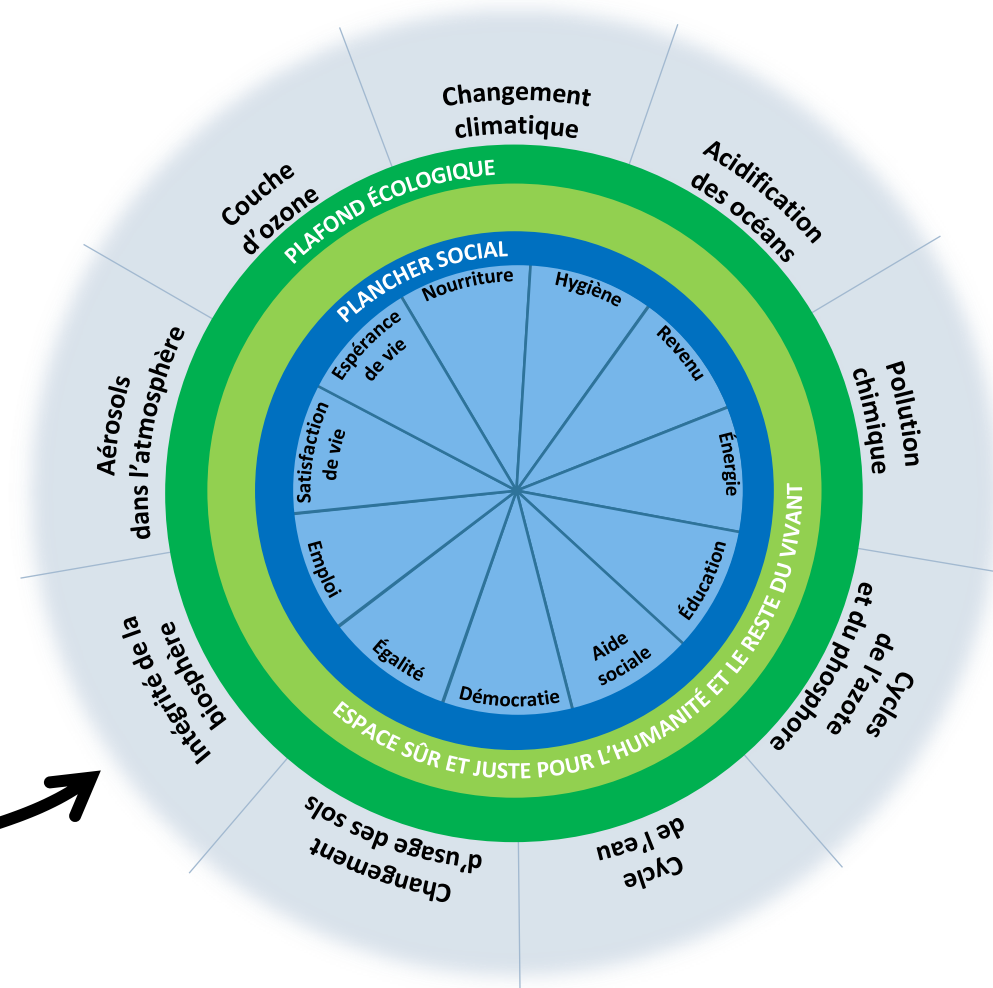 Changement
climatique
Acidification
des océans
Pollution
chimique
Cycles
de l'azote
et du phosphore
Cycle
de l'eau
Changement
d'usage des sols
Intégrité de la
biosphère
Aérosols
dans l'atmosphère
Couche
d'ozone
PLAFOND ÉCOLOGIQUE
ESPACE SÛR ET JUSTE POUR L'HUMANITÉ ET LE RESTE DU VIVANT
PLANCHER SOCIAL
Nourriture
Hygiène
Revenu
Énergie
Éducation
Aide
sociale
Démocratie
Égalité
Emploi
Satisfaction
de vie
Espérance
de vie